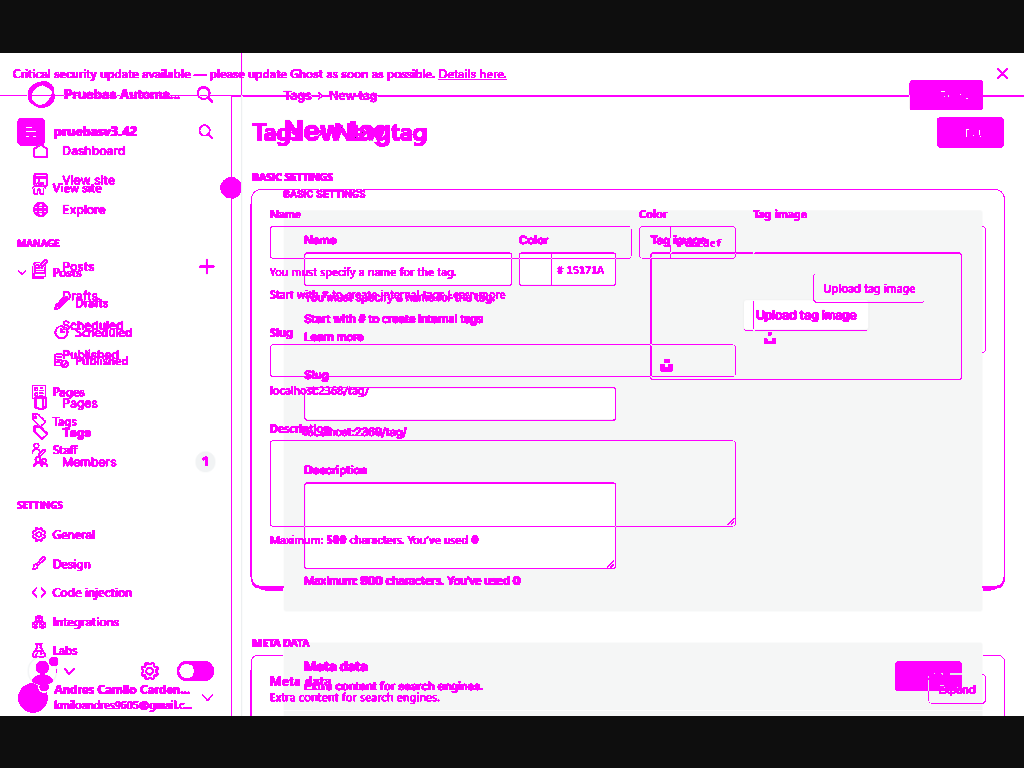 Critical security update available — please update Ghost as soon as possible. Details here.
Pruebas Automa...
Tags > New tag
pruebasv3.42
New tag
Tags > New tag
Dashboard
View site
View site
Explore
BASIC SETTINGS
BASIC SETTINGS
Name
Color
Tag image
Name
Color
Tag image
MANAGE
Posts
Posts
# 15171A
You must specify a name for the tag.
Upload tag image
Start with # to create internal tags Learn more
You must specify a name for the tag.
Drafts
Drafts
Upload tag image
Start with # to create internal tags
Scheduled
Scheduled
Learn more
Slug
Published
Published
Slug
Pages
Pages
localhost:2368/tag/
Tags
Tags
Description
localhost:2368/tag/
Staff
Members
1
Description
SETTINGS
General
Maximum: 500 characters. You've used 0
Design
Maximum: 500 characters. You've used 0
Code injection
Integrations
Labs
META DATA
Meta data
Meta data
Extra content for search engines.
Extra content for search engines.
Expand
Andres Camilo Carden...
kmiloandres9605@gmail.c...